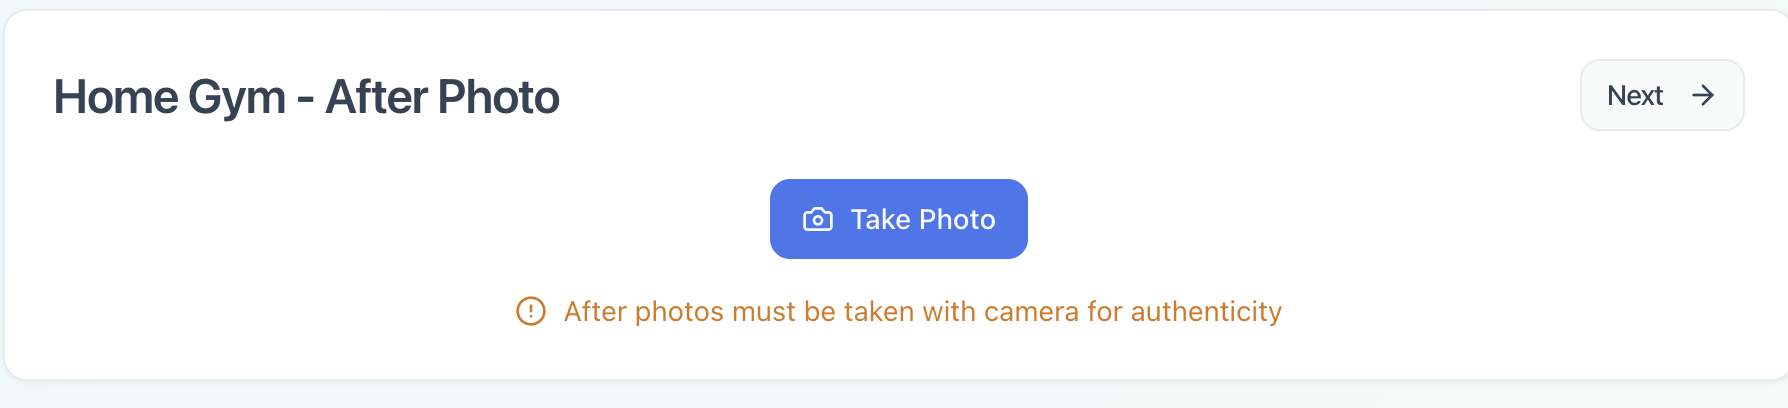 Home Gym - After Photo
Next
Take Photo
After photos must be taken with camera for authenticity